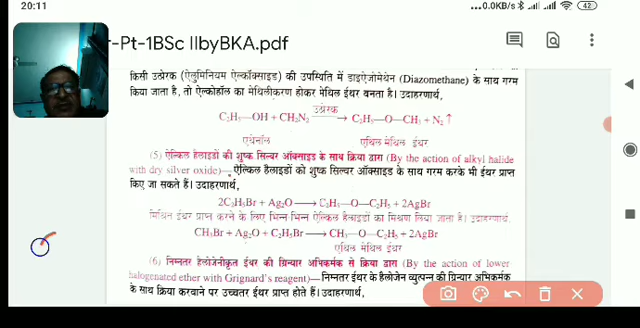 20:11
...0.0KB/s
42
r-Pt-1BSc IIbyBKA.pdf
किसी उत्प्रेरक (ऐलुमिनियम ऐल्कॉक्साइड) की उपस्थिति में डाइऐजोमेथेन (Diazomethane) के साथ गरम
किया जाता है, तो ऐल्कोहॉल का मेथिलीकरण होकर मेथिल ईथर बनता है। उदाहरणार्थ,
उत्प्रेरक
C₂H₅—OH + CH₂N₂ ⟶ C₂H₅—O—CH₃ + N₂ ↑
एथेनॉल एथिल मेथिल ईथर
(5) ऐल्किल हैलाइडों की शुष्क सिल्वर ऑक्साइड के साथ क्रिया द्वारा (By the action of alkyl halide
with dry silver oxide)—ऐल्किल हैलाइडों को शुष्क सिल्वर ऑक्साइड के साथ गरम करके भी ईथर प्राप्त
किए जा सकते हैं। उदाहरणार्थ,
2C₂H₅Br + Ag₂O ⟶ C₂H₅—O—C₂H₅ + 2AgBr
मिश्रित ईथर प्राप्त करने के लिए भिन्न-भिन्न ऐल्किल हैलाइडों का मिश्रण लिया जाता है। उदाहरणार्थ,
CH₃Br + Ag₂O + C₂H₅Br ⟶ CH₃—O—C₂H₅ + 2AgBr
एथिल मेथिल ईथर
(6) निम्नतर हैलोजेनीकृत ईथर की ग्रिन्यार अभिकर्मक से क्रिया द्वारा (By the action of lower
halogenated ether with Grignard's reagent)—निम्नतर ईथर के हैलोजेन व्युत्पन्न की ग्रिन्यार अभिकर्मक
के साथ क्रिया करवाने पर उच्चतर ईथर प्राप्त होते हैं। उदाहरणार्थ,